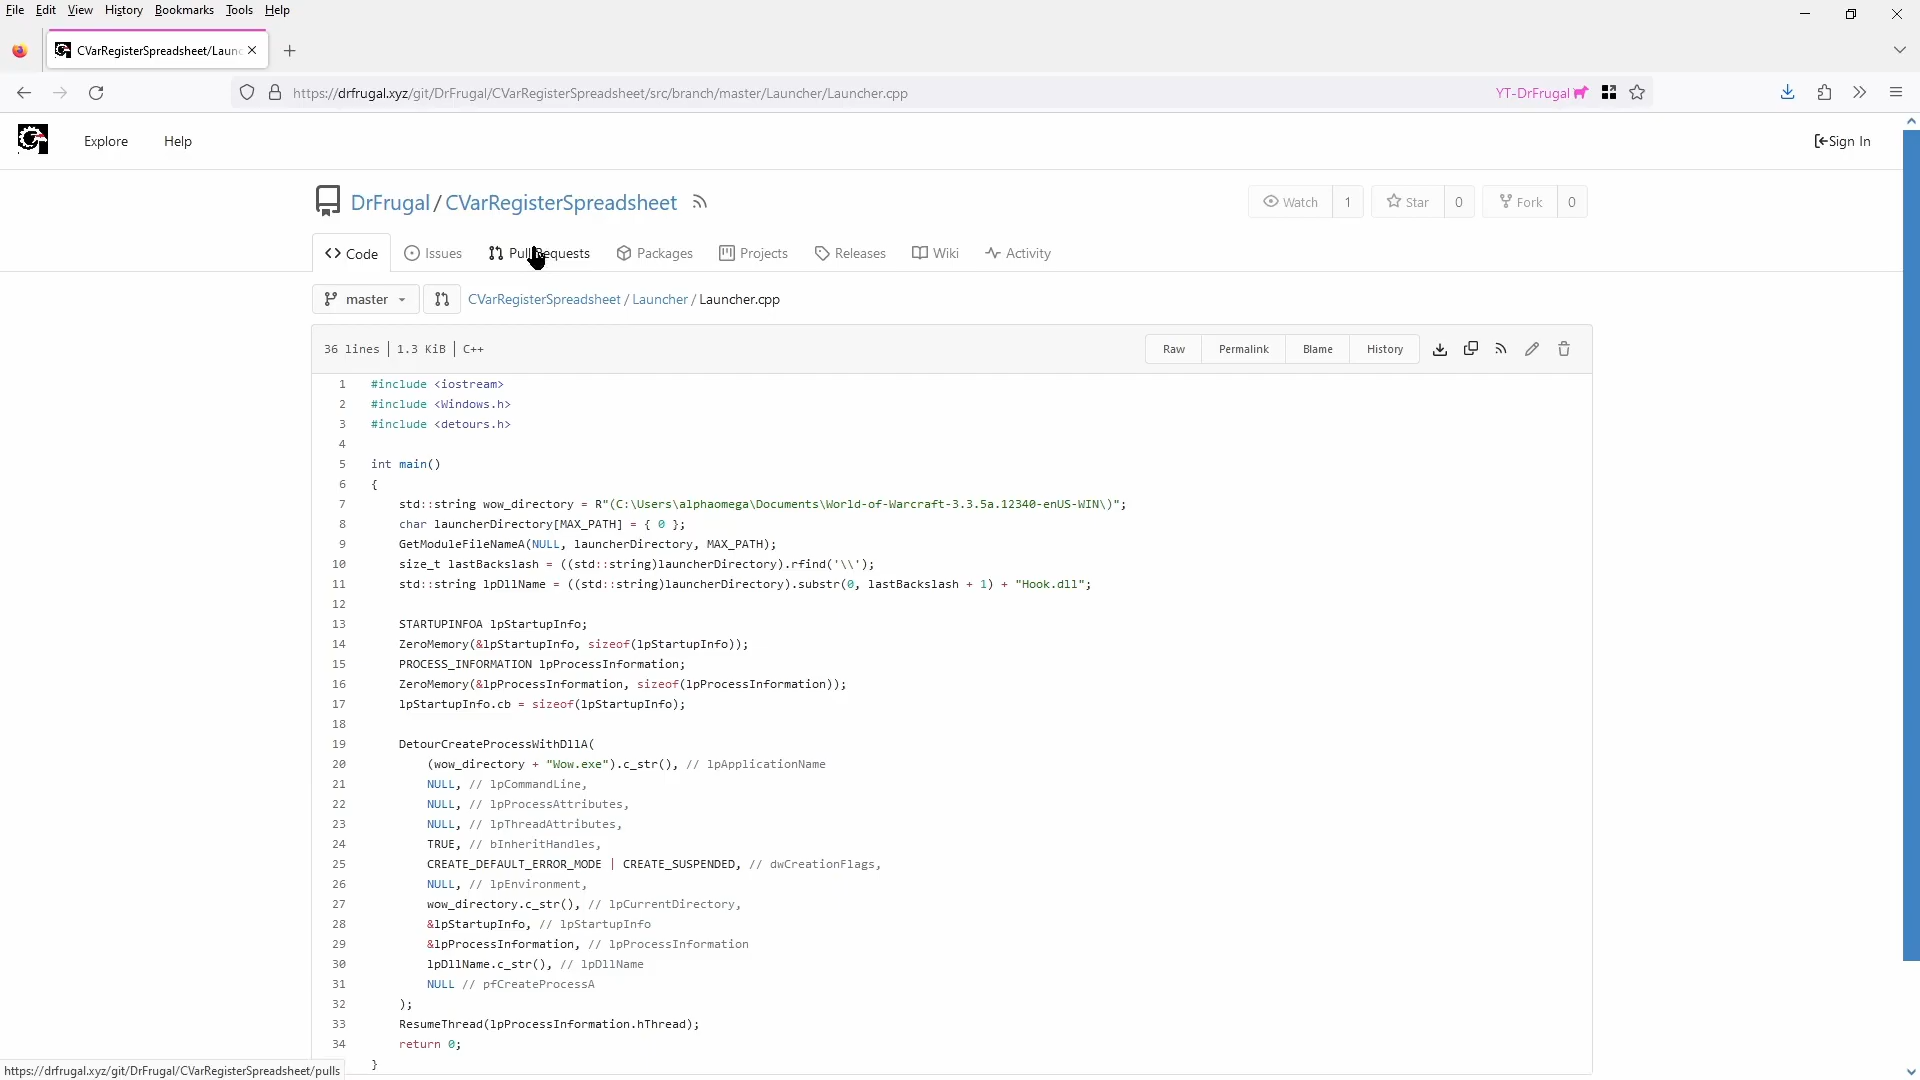 File Edit View History Bookmarks Tools Help
CVarRegisterSpreadsheet/Launc
https://drfrugal.xyz/git/DrFrugal/CVarRegisterSpreadsheet/src/branch/master/Launcher/Launcher.cpp YT-DrFrugal
Explore Help Sign In
DrFrugal / CVarRegisterSpreadsheet Watch 1 Star 0 Fork 0
Code Issues Pull Requests Packages Projects Releases Wiki Activity
master CVarRegisterSpreadsheet / Launcher / Launcher.cpp
36 lines | 1.3 KiB | C++ Raw Permalink Blame History
1 #include <iostream>
2 #include <Windows.h>
3 #include <detours.h>
4
5 int main()
6 {
7 std::string wow_directory = R"(C:\Users\alphaomega\Documents\World-of-Warcraft-3.3.5a.12340-enUS-WIN\)";
8 char launcherDirectory[MAX_PATH] = { 0 };
9 GetModuleFileNameA(NULL, launcherDirectory, MAX_PATH);
10 size_t lastBackslash = ((std::string)launcherDirectory).rfind('\\');
11 std::string lpDllName = ((std::string)launcherDirectory).substr(0, lastBackslash + 1) + "Hook.dll";
12
13 STARTUPINFOA lpStartupInfo;
14 ZeroMemory(&lpStartupInfo, sizeof(lpStartupInfo));
15 PROCESS_INFORMATION lpProcessInformation;
16 ZeroMemory(&lpProcessInformation, sizeof(lpProcessInformation));
17 lpStartupInfo.cb = sizeof(lpStartupInfo);
18
19 DetourCreateProcessWithDllA(
20 (wow_directory + "Wow.exe").c_str(), // lpApplicationName
21 NULL, // lpCommandLine,
22 NULL, // lpProcessAttributes,
23 NULL, // lpThreadAttributes,
24 TRUE, // bInheritHandles,
25 CREATE_DEFAULT_ERROR_MODE | CREATE_SUSPENDED, // dwCreationFlags,
26 NULL, // lpEnvironment,
27 wow_directory.c_str(), // lpCurrentDirectory,
28 &lpStartupInfo, // lpStartupInfo
29 &lpProcessInformation, // lpProcessInformation
30 lpDllName.c_str(), // lpDllName
31 NULL // pfCreateProcessA
32 );
33 ResumeThread(lpProcessInformation.hThread);
34 return 0;
}
https://drfrugal.xyz/git/DrFrugal/CVarRegisterSpreadsheet/pulls